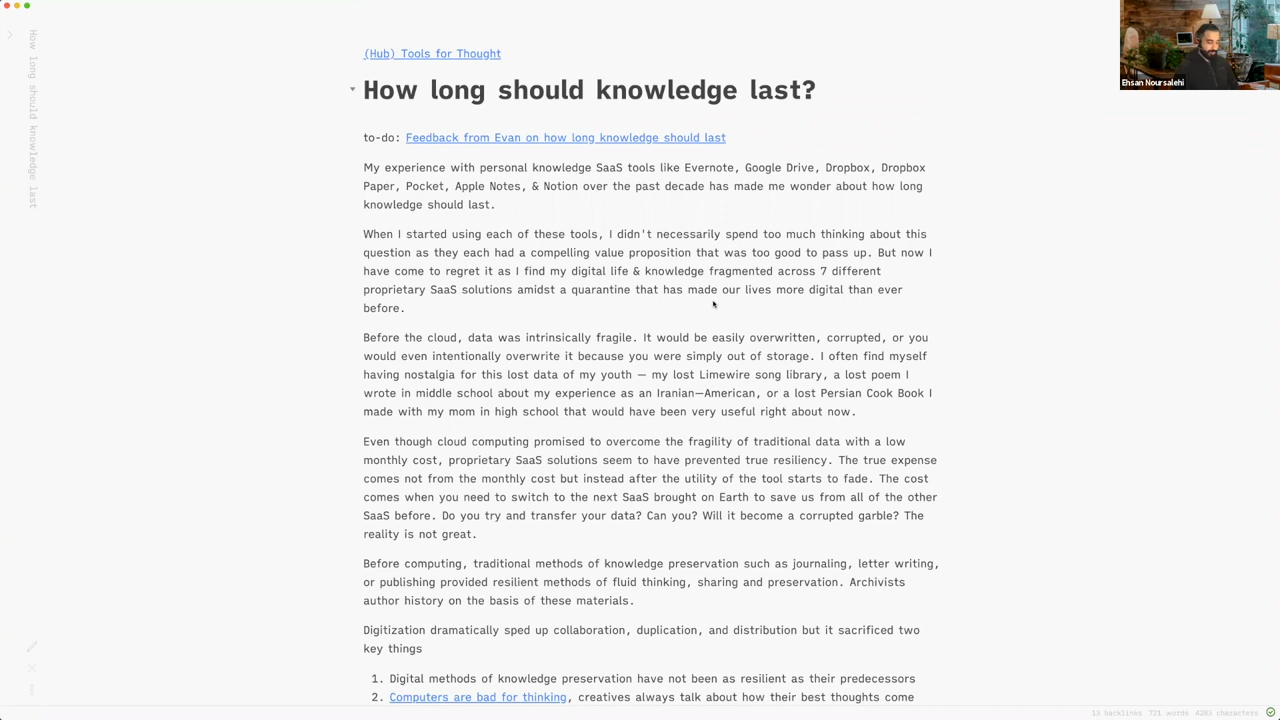 (Hub) Tools for Thought
How long should knowledge last?
to-do: Feedback from Evan on how long knowledge should last
My experience with personal knowledge SaaS tools like Evernote, Google Drive, Dropbox, Dropbox
Paper, Pocket, Apple Notes, & Notion over the past decade has made me wonder about how long
knowledge should last.
When I started using each of these tools, I didn't necessarily spend too much thinking about this
question as they each had a compelling value proposition that was too good to pass up. But now I
have come to regret it as I find my digital life & knowledge fragmented across 7 different
proprietary SaaS solutions amidst a quarantine that has made our lives more digital than ever
before.
Before the cloud, data was intrinsically fragile. It would be easily overwritten, corrupted, or you
would even intentionally overwrite it because you were simply out of storage. I often find myself
having nostalgia for this lost data of my youth — my lost Limewire song library, a lost poem I
wrote in middle school about my experience as an Iranian—American, or a lost Persian Cook Book I
made with my mom in high school that would have been very useful right about now.
Even though cloud computing promised to overcome the fragility of traditional data with a low
monthly cost, proprietary SaaS solutions seem to have prevented true resiliency. The true expense
comes not from the monthly cost but instead after the utility of the tool starts to fade. The cost
comes when you need to switch to the next SaaS brought on Earth to save us from all of the other
SaaS before. Do you try and transfer your data? Can you? Will it become a corrupted garble? The
reality is not great.
Before computing, traditional methods of knowledge preservation such as journaling, letter writing,
or publishing provided resilient methods of fluid thinking, sharing and preservation. Archivists
author history on the basis of these materials.
Digitization dramatically sped up collaboration, duplication, and distribution but it sacrificed two
key things
1. Digital methods of knowledge preservation have not been as resilient as their predecessors
2. Computers are bad for thinking, creatives always talk about how their best thoughts come
How long should knowledge last
Ehsan Noursalehi
13 backlinks 721 words 4203 characters